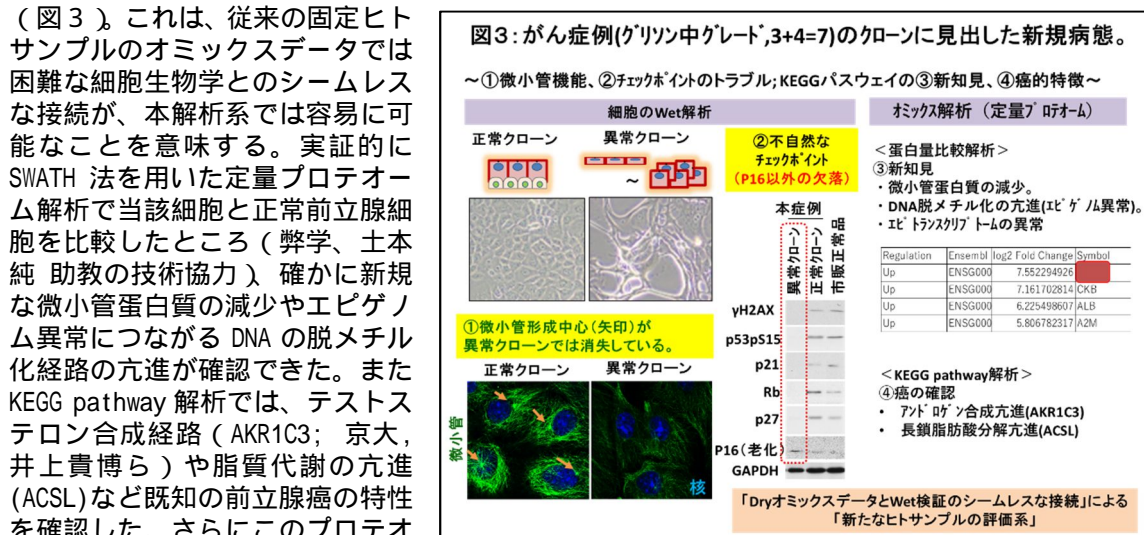 (図３)。これは、従来の固定ヒト
サンプルのオミックスデータでは
困難な細胞生物学とのシームレス
な接続が、本解析系では容易に可
能なことを意味する。実証的に
SWATH 法を用いた定量プロテオー
ム解析で当該細胞と正常前立腺細
胞を比較したところ(弊学、土本
純 助教の技術協力)、確かに新規
な微小管蛋白質の減少やエピゲノ
ム異常につながる DNA の脱メチル
化経路の亢進が確認できた。また
KEGG pathway 解析では、テストス
テロン合成経路(AKR1C3; 京大,
井上貴博ら)や脂質代謝の亢進
(ACSL)など既知の前立腺癌の特性
を確認した。さらにこのプロテオ
図3:がん症例(ｸﾞﾘｿﾝ中ｸﾞﾚｰﾄﾞ,3+4=7)のｸﾛｰﾝに見出した新規病態。
～①微小管機能、②ﾁｪｯｸﾎﾟｲﾝﾄのトラブル;KEGGパスウェイの③新知見、④癌的特徴～
細胞のWet解析
正常クローン 異常クローン
～
①微小管形成中心(矢印)が
異常クローンでは消失している。
正常クローン 異常クローン
微小管
核
②不自然な
ﾁｪｯｸﾎﾟｲﾝﾄ
(P16以外の欠落)
本症例
異常クローン
正常クローン
市販正常品
γH2AX
p53pS15
p21
Rb
p27
P16(老化)
GAPDH
ｵﾐｯｸｽ解析 (定量ﾌﾟﾛﾃｵｰﾑ)
＜蛋白量比較解析＞
③新知見
・微小管蛋白質の減少。
・DNA脱メチル化の亢進(ｴﾋﾟｹﾞﾉﾑ異常)。
・ｴﾋﾟﾄﾗﾝｽｸﾘﾌﾟﾄｰﾑの異常
Regulation Ensembl log2 Fold Change Symbol
Up ENSG000 7.552294926
Up ENSG000 7.161702814 CKB
Up ENSG000 6.225498607 ALB
Up ENSG000 5.806782317 A2M
＜KEGG pathway解析＞
④癌の確認
• ｱﾝﾄﾞﾛｹﾞﾝ合成亢進(AKR1C3)
• 長鎖脂肪酸分解亢進(ACSL)
「Dryオミックスデータとwet検証のシームレスな接続」による
「新たなヒトサンプルの評価系」